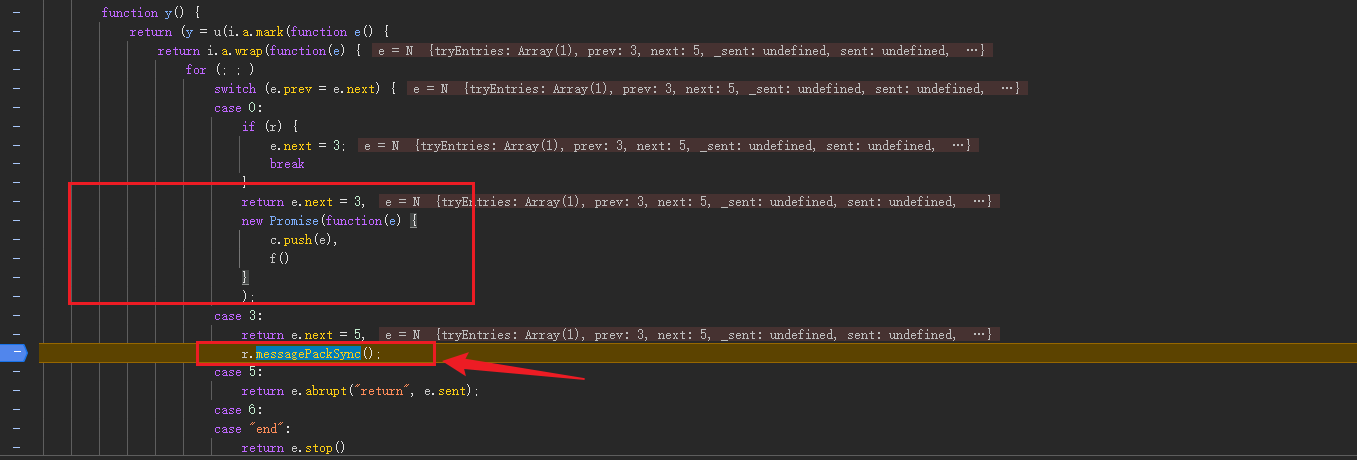 function y() {
return (y = u(i.a.mark(function e() {
return i.a.wrap(function(e) { e = N {tryEntries: Array(1), prev: 3, next: 5, _sent: undefined, sent: undefined, …}
for (; ; )
switch (e.prev = e.next) { e = N {tryEntries: Array(1), prev: 3, next: 5, _sent: undefined, sent: undefined, …}
case 0:
if (r) {
e.next = 3; e = N {tryEntries: Array(1), prev: 3, next: 5, _sent: undefined, sent: undefined, …}
break
}
return e.next = 3, e = N {tryEntries: Array(1), prev: 3, next: 5, _sent: undefined, sent: undefined, …}
new Promise(function(e) {
c.push(e),
f()
}
);
case 3:
return e.next = 5, e = N {tryEntries: Array(1), prev: 3, next: 5, _sent: undefined, sent: undefined, …}
r.messagePackSync();
case 5:
return e.abrupt("return", e.sent);
case 6:
case "end":
return e.stop()